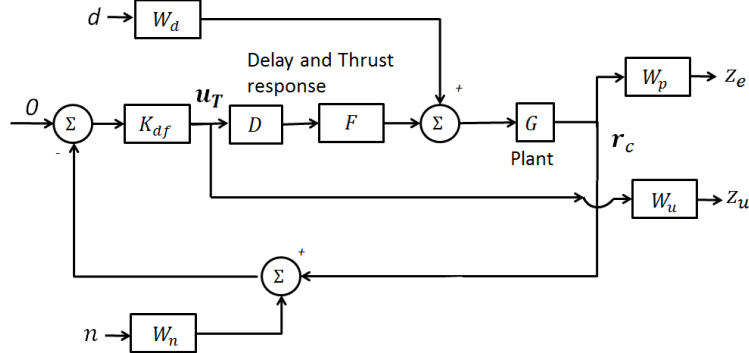 d
W_d
Delay and Thrust
response
+
0
Σ
-
K_df
u_T
D
F
Σ
G
Plant
r_c
W_p
z_e
W_u
z_u
+
Σ
n
W_n